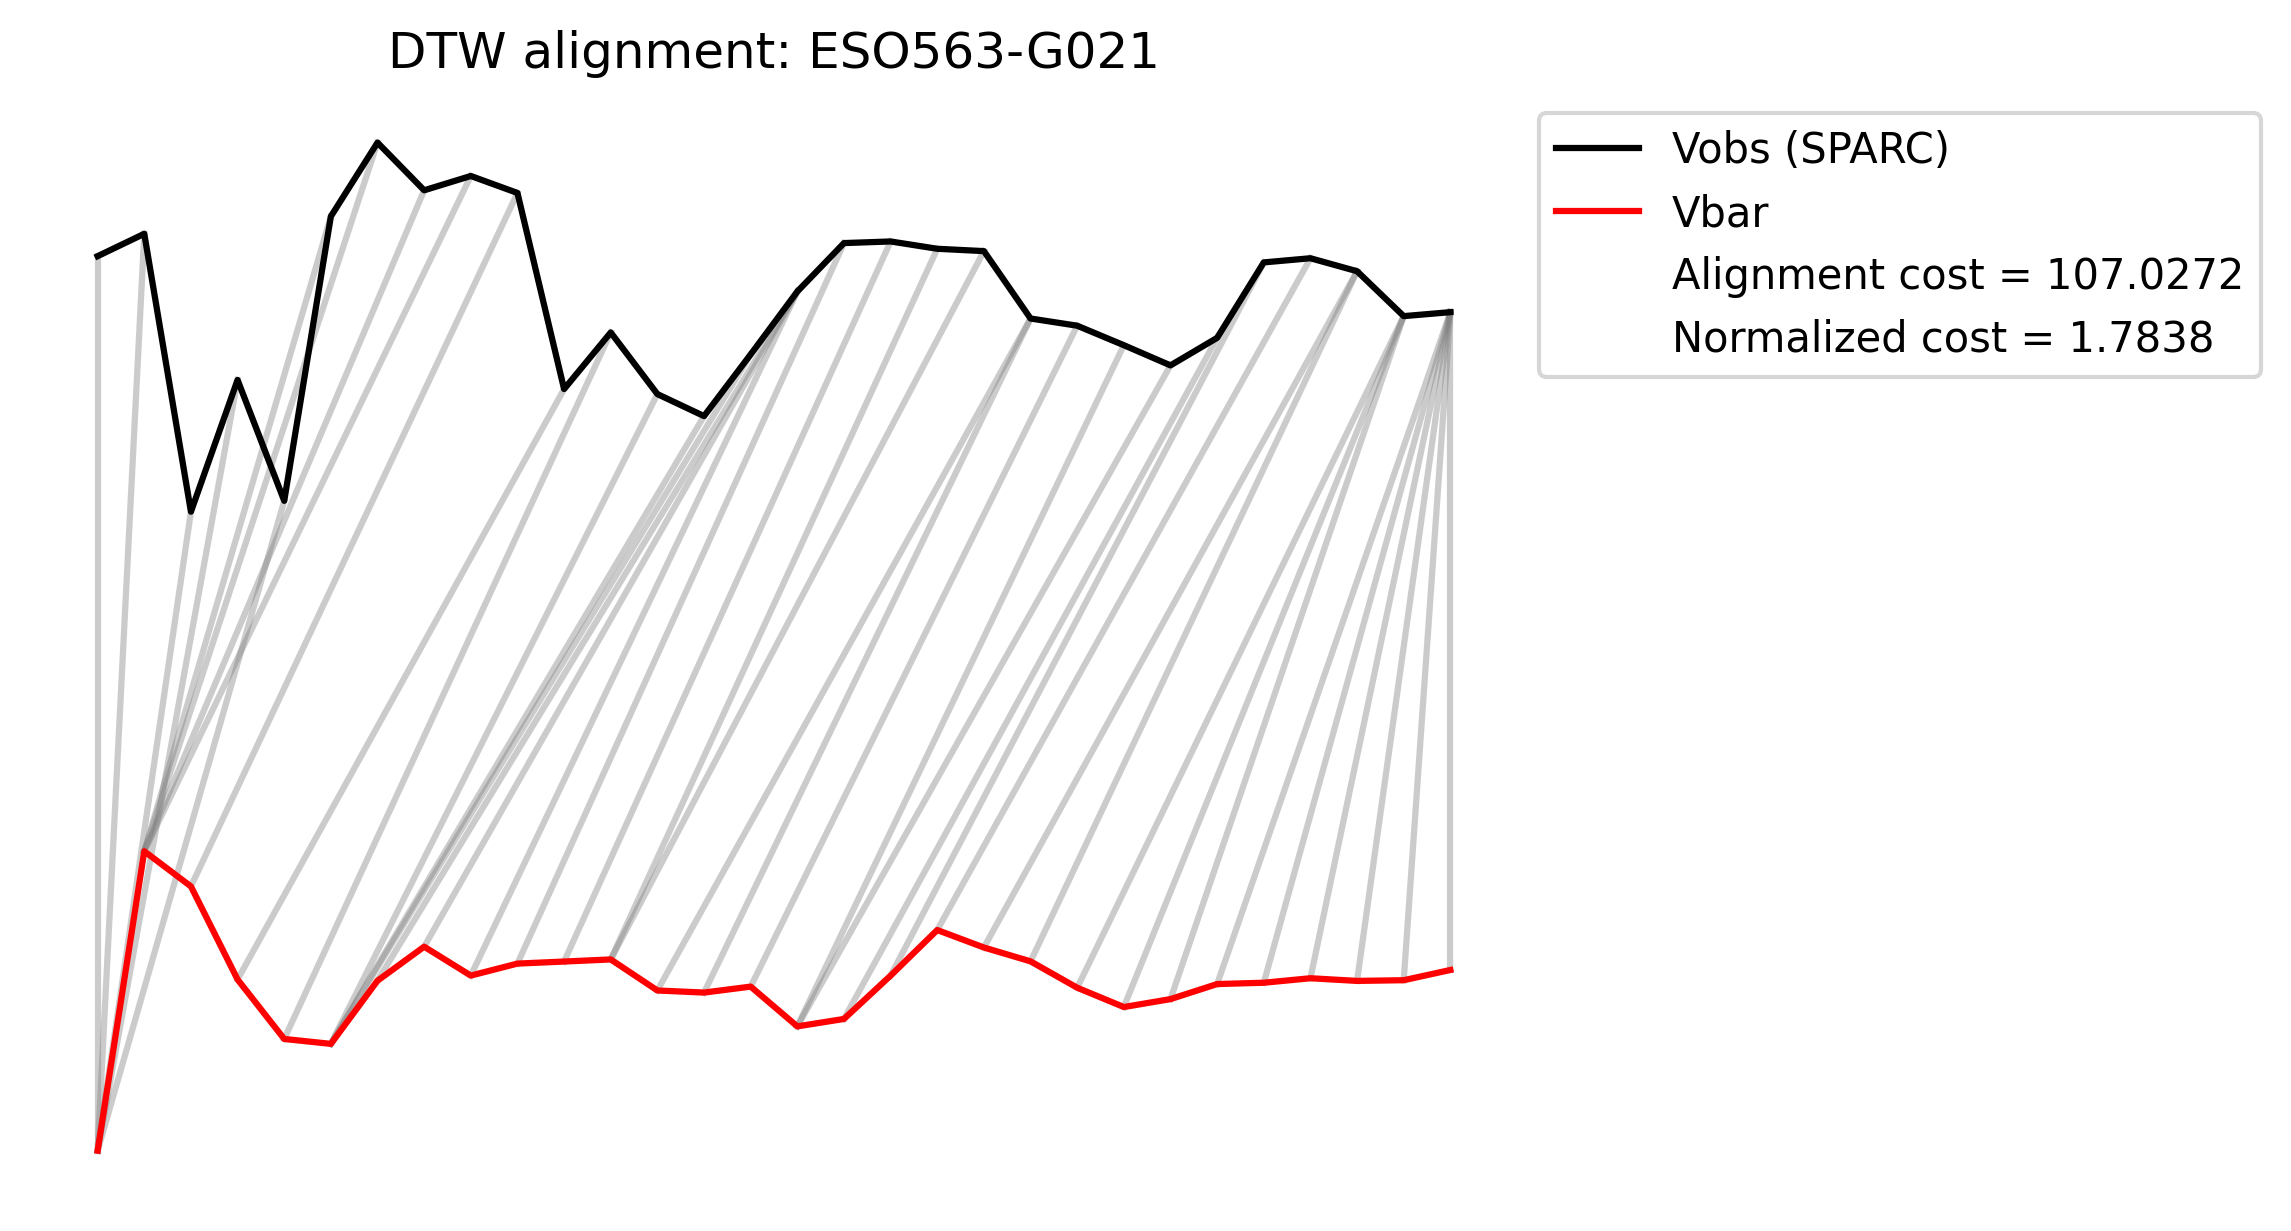 DTW alignment: ESO563-G021
Vobs (SPARC)
Vbar
Alignment cost = 107.0272
Normalized cost = 1.7838